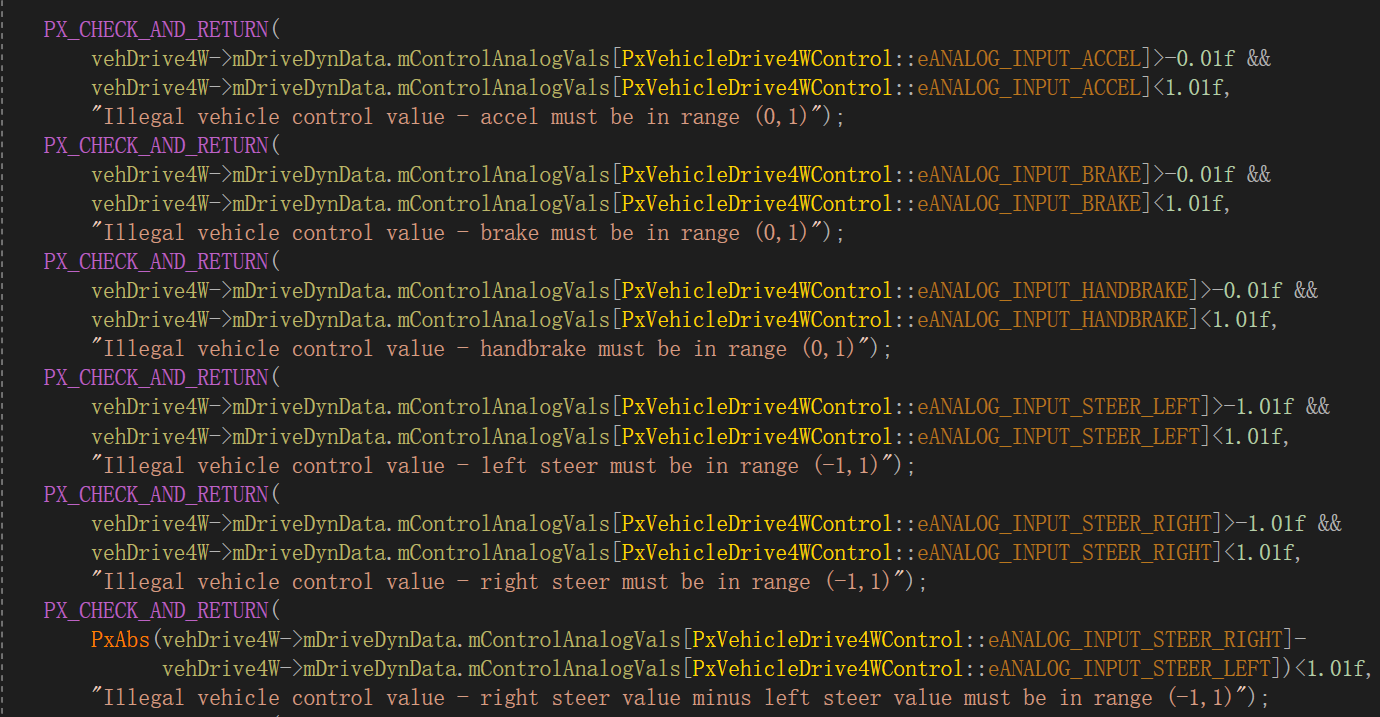 PX_CHECK_AND_RETURN(
vehDrive4W->mDriveDynData.mControlAnalogVals[PxVehicleDrive4WControl::eANALOG_INPUT_ACCEL]>-0.01f &&
vehDrive4W->mDriveDynData.mControlAnalogVals[PxVehicleDrive4WControl::eANALOG_INPUT_ACCEL]<1.01f,
"Illegal vehicle control value - accel must be in range (0,1)");
PX_CHECK_AND_RETURN(
vehDrive4W->mDriveDynData.mControlAnalogVals[PxVehicleDrive4WControl::eANALOG_INPUT_BRAKE]>-0.01f &&
vehDrive4W->mDriveDynData.mControlAnalogVals[PxVehicleDrive4WControl::eANALOG_INPUT_BRAKE]<1.01f,
"Illegal vehicle control value - brake must be in range (0,1)");
PX_CHECK_AND_RETURN(
vehDrive4W->mDriveDynData.mControlAnalogVals[PxVehicleDrive4WControl::eANALOG_INPUT_HANDBRAKE]>-0.01f &&
vehDrive4W->mDriveDynData.mControlAnalogVals[PxVehicleDrive4WControl::eANALOG_INPUT_HANDBRAKE]<1.01f,
"Illegal vehicle control value - handbrake must be in range (0,1)");
PX_CHECK_AND_RETURN(
vehDrive4W->mDriveDynData.mControlAnalogVals[PxVehicleDrive4WControl::eANALOG_INPUT_STEER_LEFT]>-1.01f &&
vehDrive4W->mDriveDynData.mControlAnalogVals[PxVehicleDrive4WControl::eANALOG_INPUT_STEER_LEFT]<1.01f,
"Illegal vehicle control value - left steer must be in range (-1,1)");
PX_CHECK_AND_RETURN(
vehDrive4W->mDriveDynData.mControlAnalogVals[PxVehicleDrive4WControl::eANALOG_INPUT_STEER_RIGHT]>-1.01f &&
vehDrive4W->mDriveDynData.mControlAnalogVals[PxVehicleDrive4WControl::eANALOG_INPUT_STEER_RIGHT]<1.01f,
"Illegal vehicle control value - right steer must be in range (-1,1)");
PX_CHECK_AND_RETURN(
PxAbs(vehDrive4W->mDriveDynData.mControlAnalogVals[PxVehicleDrive4WControl::eANALOG_INPUT_STEER_RIGHT]-
vehDrive4W->mDriveDynData.mControlAnalogVals[PxVehicleDrive4WControl::eANALOG_INPUT_STEER_LEFT])<1.01f,
"Illegal vehicle control value - right steer value minus left steer value must be in range (-1,1)");